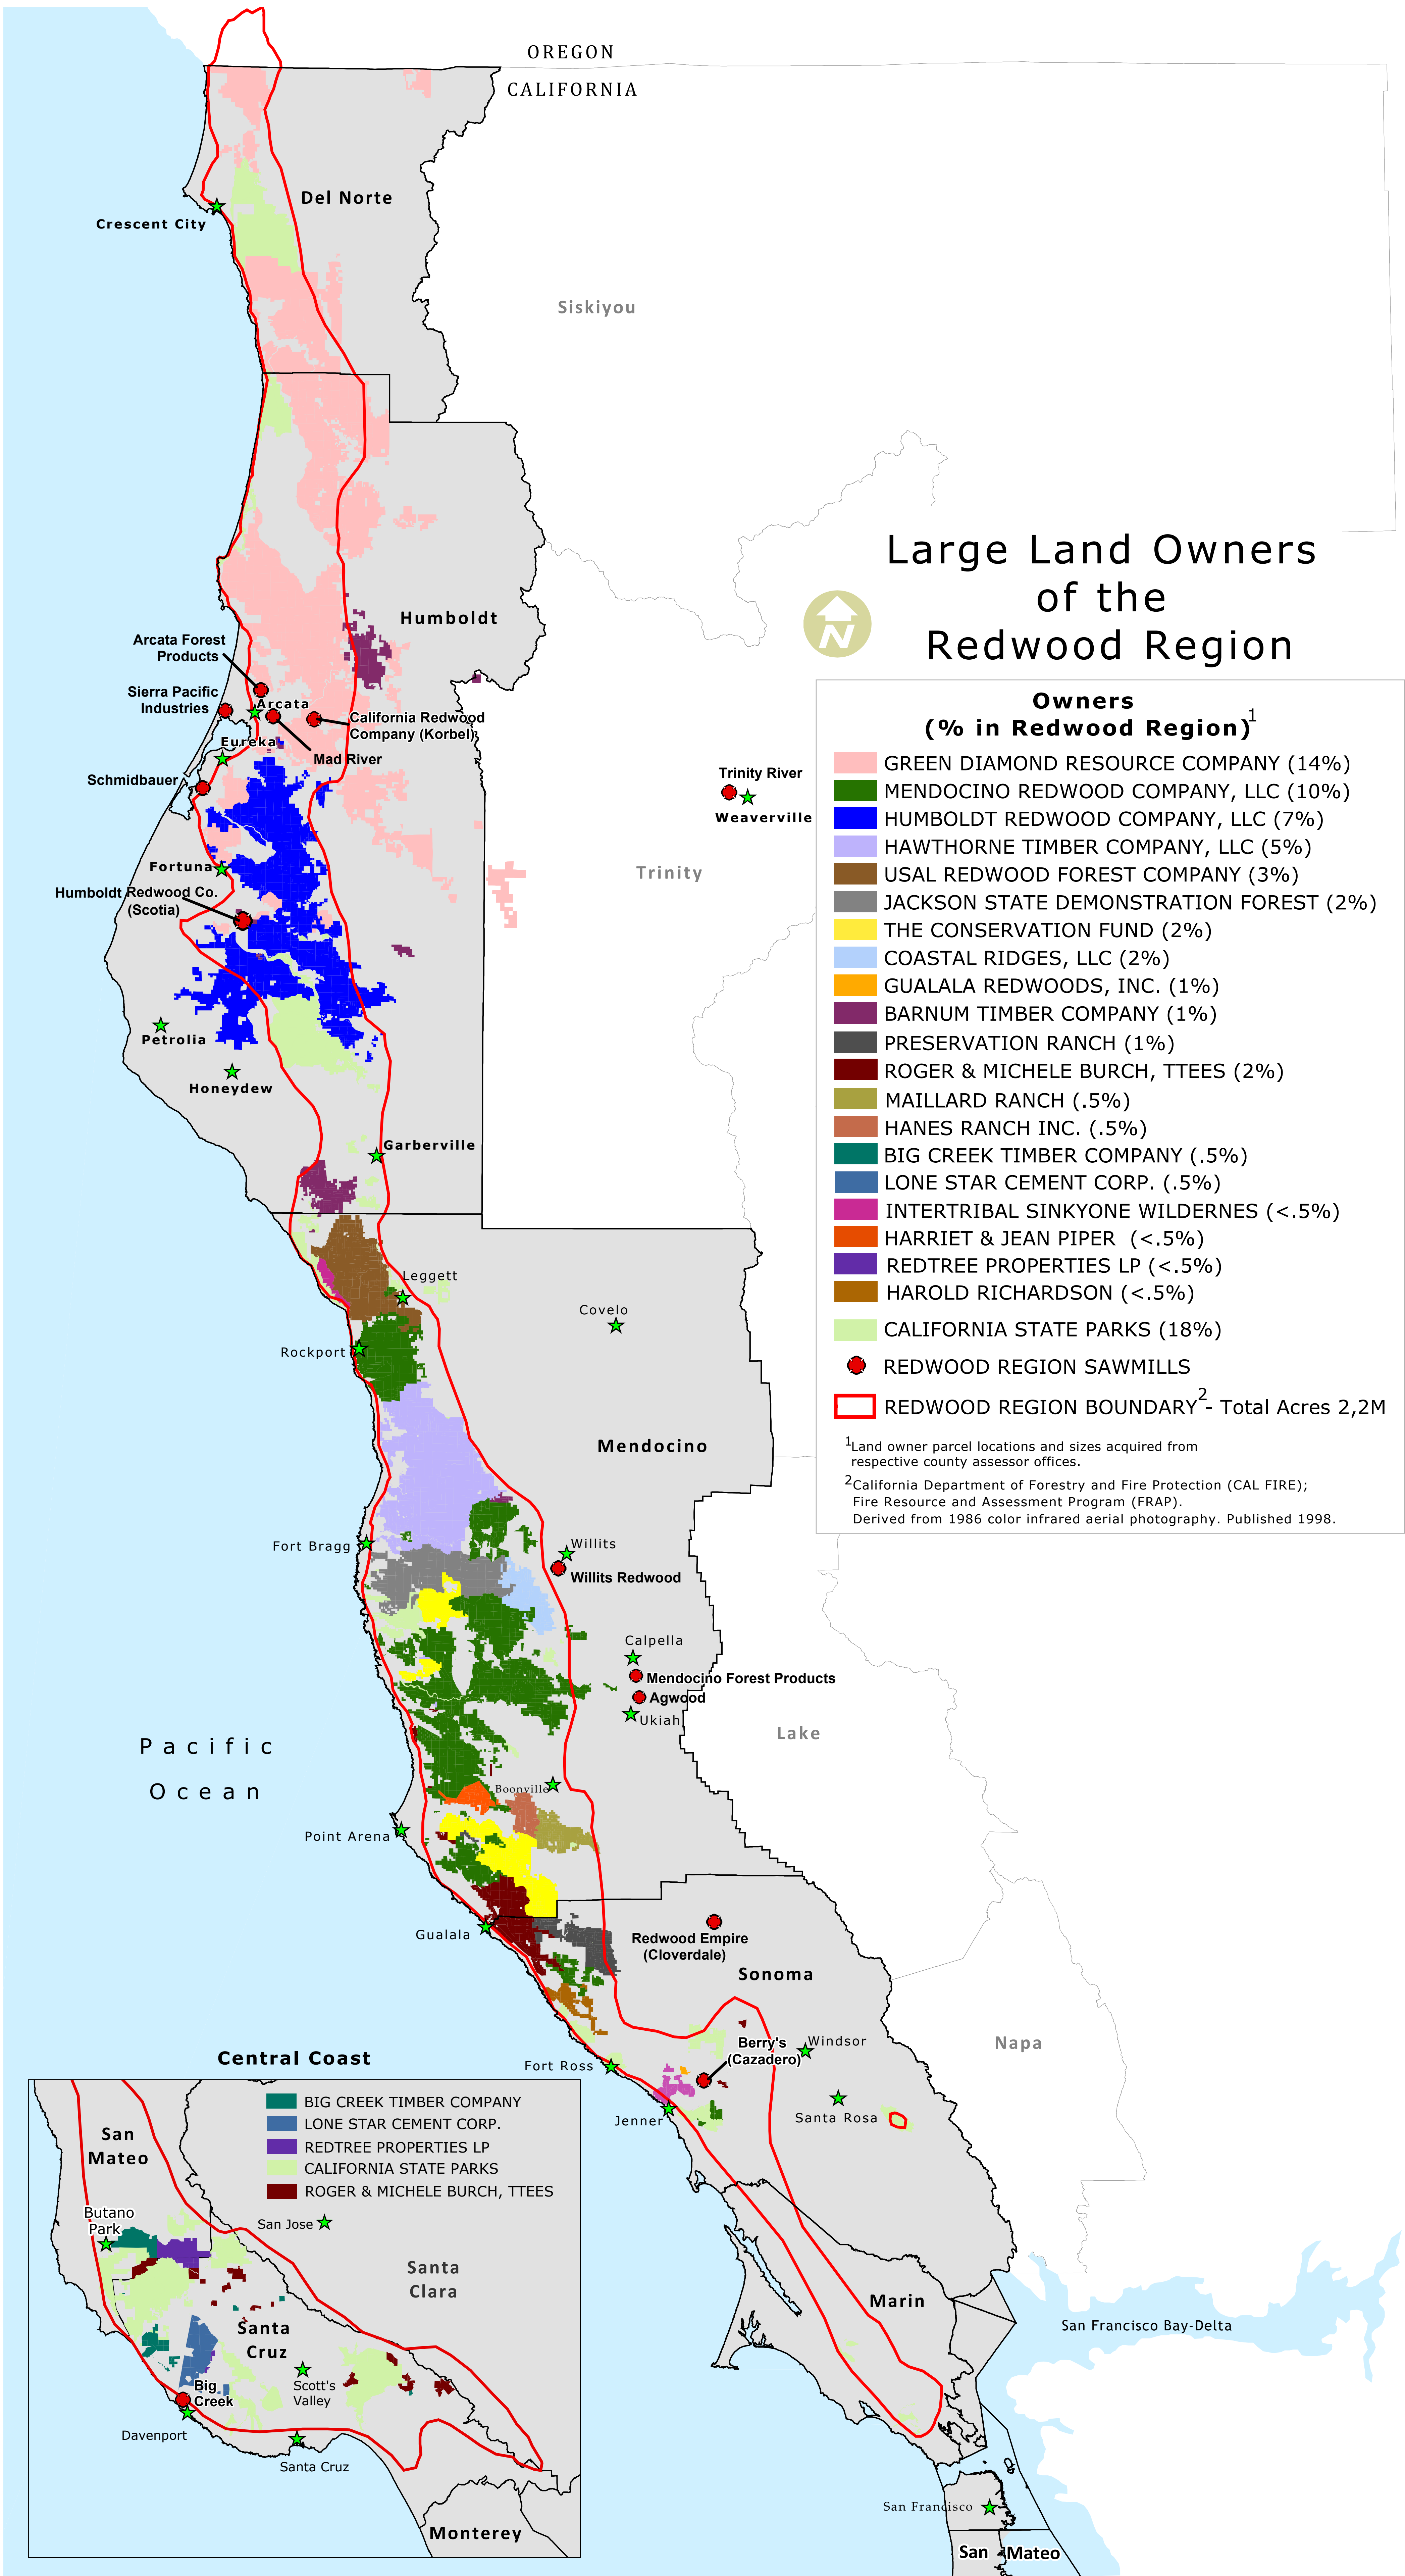 OREGON
CALIFORNIA
Del Norte
Crescent City
Siskiyou
Large Land Owners
of the
Redwood Region
N
Humboldt
Arcata Forest
Products
Sierra Pacific
Industries
Arcata
California Redwood
Company (Korbel)
Eureka
Mad River
Schmidbauer
Trinity River
Weaverville
Fortuna
Trinity
Humboldt Redwood Co.
(Scotia)
Petrolia
Honeydew
Garberville
Owners
(% in Redwood Region)1
GREEN DIAMOND RESOURCE COMPANY (14%)
MENDOCINO REDWOOD COMPANY, LLC (10%)
HUMBOLDT REDWOOD COMPANY, LLC (7%)
HAWTHORNE TIMBER COMPANY, LLC (5%)
USAL REDWOOD FOREST COMPANY (3%)
JACKSON STATE DEMONSTRATION FOREST (2%)
THE CONSERVATION FUND (2%)
COASTAL RIDGES, LLC (2%)
GUALALA REDWOODS, INC. (1%)
BARNUM TIMBER COMPANY (1%)
PRESERVATION RANCH (1%)
ROGER & MICHELE BURCH, TTEES (2%)
MAILLARD RANCH (.5%)
HANES RANCH INC. (.5%)
BIG CREEK TIMBER COMPANY (.5%)
LONE STAR CEMENT CORP. (.5%)
INTERTRIBAL SINKYONE WILDERNES (<.5%)
HARRIET & JEAN PIPER (<.5%)
REDTREE PROPERTIES LP (<.5%)
HAROLD RICHARDSON (<.5%)
CALIFORNIA STATE PARKS (18%)
REDWOOD REGION SAWMILLS
REDWOOD REGION BOUNDARY2- Total Acres 2,2M
1Land owner parcel locations and sizes acquired from
respective county assessor offices.
2California Department of Forestry and Fire Protection (CAL FIRE);
Fire Resource and Assessment Program (FRAP).
Derived from 1986 color infrared aerial photography. Published 1998.
Leggett
Covelo
Rockport
Mendocino
Fort Bragg
Willits
Willits Redwood
Calpella
Mendocino Forest Products
Agwood
Ukiah
Lake
Pacific
Ocean
Boonville
Point Arena
Gualala
Redwood Empire
(Cloverdale)
Sonoma
Napa
Berry's
(Cazadero)
Windsor
Fort Ross
Santa Rosa
Jenner
Marin
San Francisco Bay-Delta
San Francisco
San Mateo
Central Coast
BIG CREEK TIMBER COMPANY
LONE STAR CEMENT CORP.
REDTREE PROPERTIES LP
CALIFORNIA STATE PARKS
ROGER & MICHELE BURCH, TTEES
San
Mateo
Butano
Park
San Jose
Santa
Clara
Santa
Cruz
Scott's
Valley
Big
Creek
Davenport
Santa Cruz
Monterey